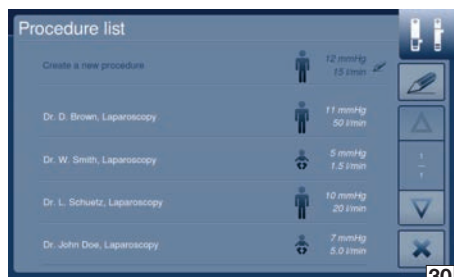 Procedure list
Create a new procedure
12 mmHg
15 l/min
Dr. D. Brown, Laparoscopy
11 mmHg
50 l/min
Dr. W. Smith, Laparoscopy
5 mmHg
1.5 l/min
Dr. L. Schuetz, Laparoscopy
10 mmHg
20 l/min
Dr. John Doe, Laparoscopy
7 mmHg
5.0 l/min
30